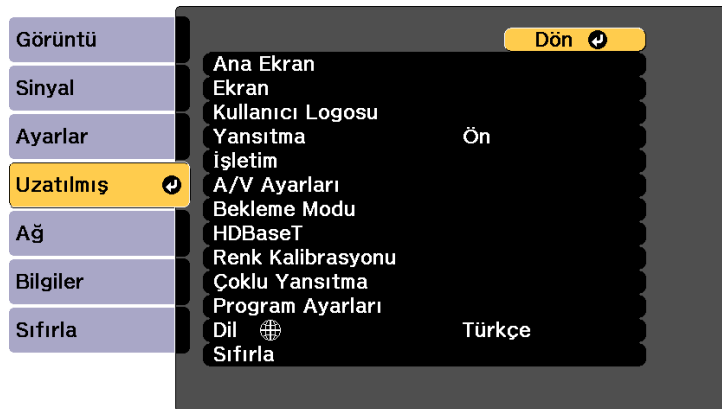 Görüntü
Sinyal
Ayarlar
Uzatılmış
Ağ
Bilgiler
Sıfırla
Dön
Ana Ekran
Ekran
Kullanıcı Logosu
Yansıtma Ön
İşletim
A/V Ayarları
Bekleme Modu
HDBaseT
Renk Kalibrasyonu
Çoklu Yansıtma
Program Ayarları
Dil Türkçe
Sıfırla